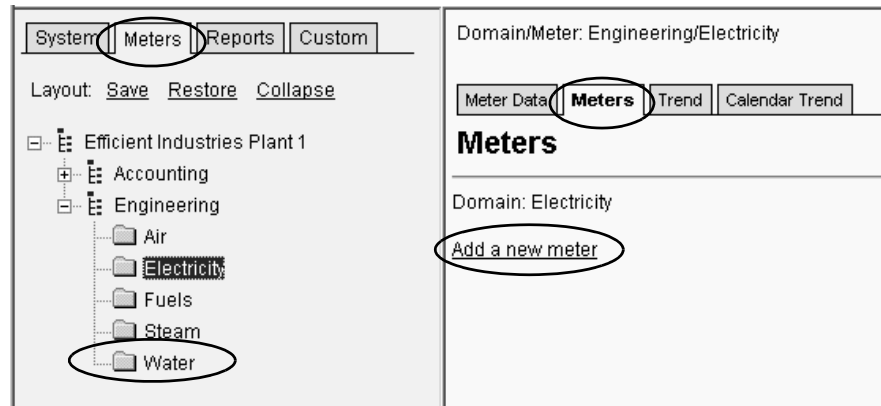 System Meters Reports Custom
Layout: Save Restore Collapse
Efficient Industries Plant 1
Accounting
Engineering
Air
Electricity
Fuels
Steam
Water
Domain/Meter: Engineering/Electricity
Meter Data Meters Trend Calendar Trend
Meters
Domain: Electricity
Add a new meter